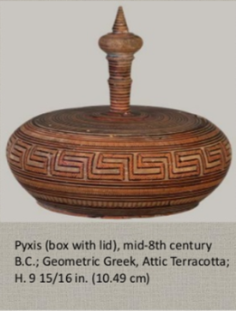 Pyxis (box with lid), mid-8th century
B.C.; Geometric Greek, Attic Terracotta;
H. 9 15/16 in. (10.49 cm)